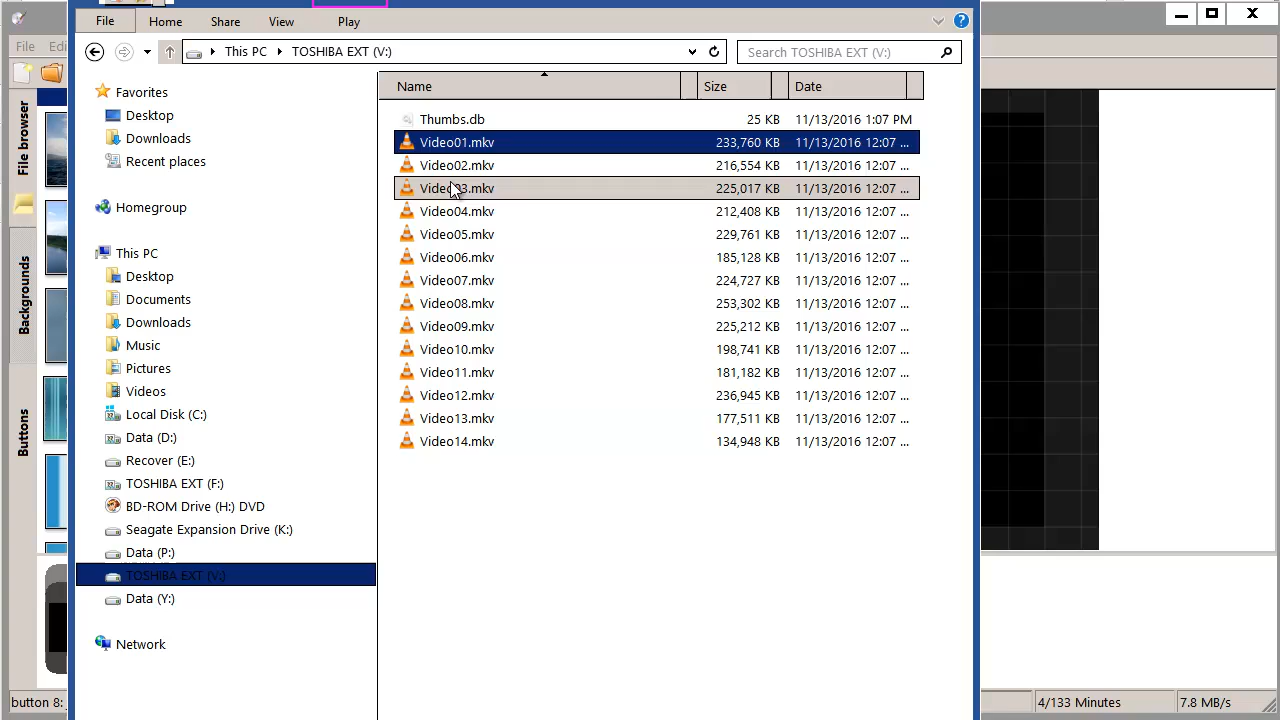 File Home Share View Play
This PC TOSHIBA EXT (V:) Search TOSHIBA EXT (V:)
File Edi
File browser
Backgrounds
Buttons
Favorites
Desktop
Downloads
Recent places
Homegroup
This PC
Desktop
Documents
Downloads
Music
Pictures
Videos
Local Disk (C:)
Data (D:)
Recover (E:)
TOSHIBA EXT (F:)
BD-ROM Drive (H:) DVD
Seagate Expansion Drive (K:)
Data (P:)
TOSHIBA EXT (V:)
Data (Y:)
Network
Name Size Date
Thumbs.db 25 KB 11/13/2016 1:07 PM
Video01.mkv 233,760 KB 11/13/2016 12:07 ...
Video02.mkv 216,554 KB 11/13/2016 12:07 ...
Video03.mkv 225,017 KB 11/13/2016 12:07 ...
Video04.mkv 212,408 KB 11/13/2016 12:07 ...
Video05.mkv 229,761 KB 11/13/2016 12:07 ...
Video06.mkv 185,128 KB 11/13/2016 12:07 ...
Video07.mkv 224,727 KB 11/13/2016 12:07 ...
Video08.mkv 253,302 KB 11/13/2016 12:07 ...
Video09.mkv 225,212 KB 11/13/2016 12:07 ...
Video10.mkv 198,741 KB 11/13/2016 12:07 ...
Video11.mkv 181,182 KB 11/13/2016 12:07 ...
Video12.mkv 236,945 KB 11/13/2016 12:07 ...
Video13.mkv 177,511 KB 11/13/2016 12:07 ...
Video14.mkv 134,948 KB 11/13/2016 12:07 ...
button 8: 4/133 Minutes 7.8 MB/s